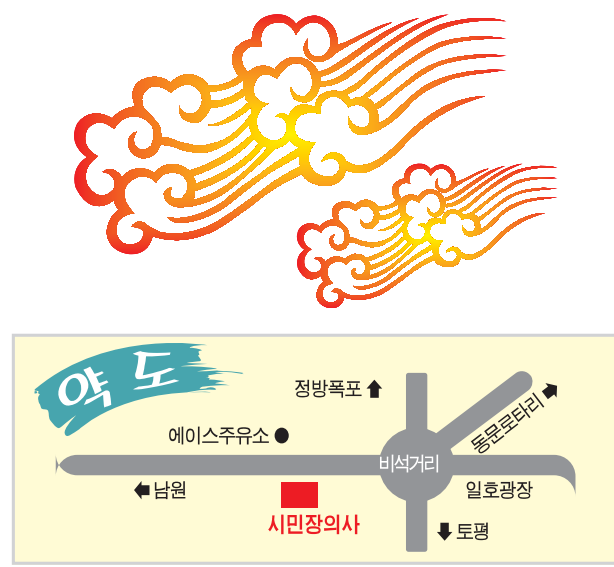 약 도
정방폭포
동문로타리
에이스주유소
비석거리
남원
일호광장
시민장의사
토평